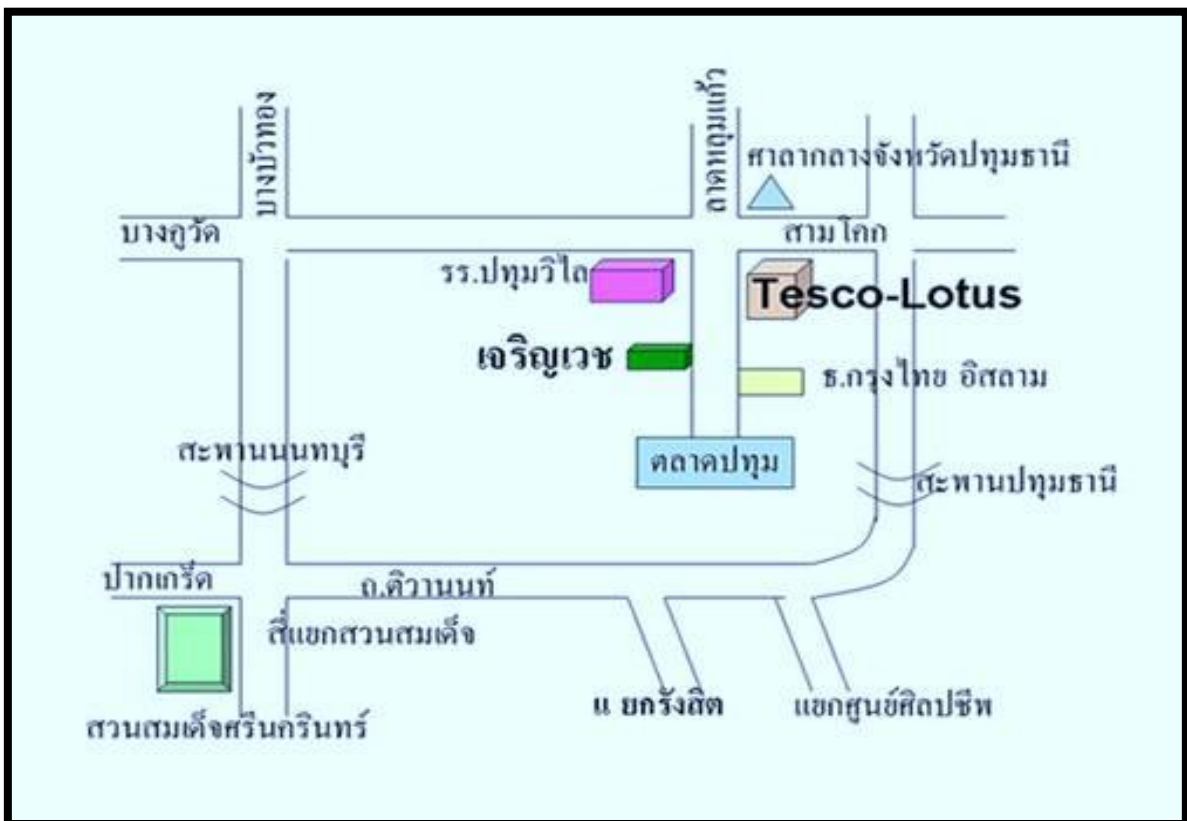 บางบัวทอง
ลาดหลุมแก้ว
ศาลากลางจังหวัดปทุมธานี
บางคูวัด
สามโคก
รร.ปทุมวิไล
Tesco-Lotus
เจริญเวช
ธ.กรุงไทย อิสลาม
สะพานนนทบุรี
ตลาดปทุม
สะพานปทุมธานี
ปากเกร็ด
ถ.ติวานนท์
สี่แยกสวนสมเด็จ
แ ยกรังสิต
แยกศูนย์ศิลปชีพ
สวนสมเด็จศรีนครินทร์